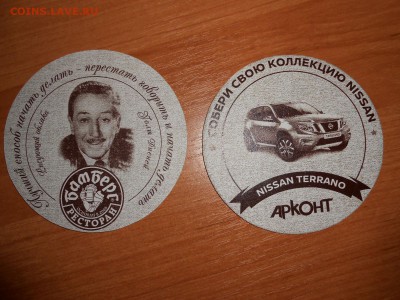 COINS.LAVE.RU
Лучший способ начать делать - перестать говорить и начать делать
Уолт Дисней
БАМБЕРГ
РЕСТОРАН
СОБЕРИ СВОЮ КОЛЛЕКЦИЮ NISSAN
NISSAN TERRANO
АРКОНТ